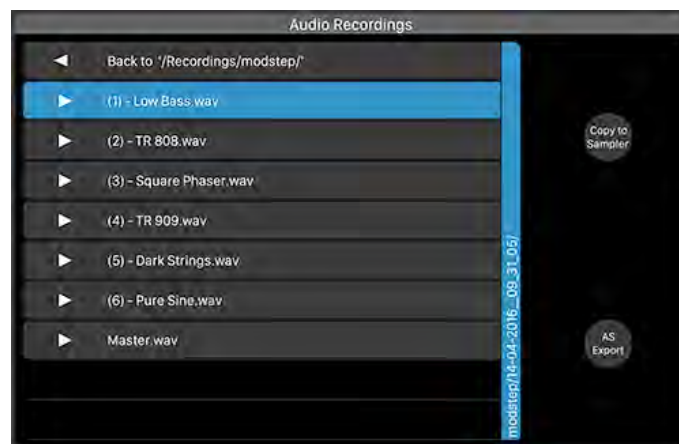 Audio Recordings
Back to "/Recordings/modstep/"
(1) - Low Bass.wav
(2) - TR 808.wav
(3) - Square Phaser.wav
(4) - TR 909.wav
(5) - Dark Strings.wav
(6) - Pure Sine.wav
Master.wav
modstep/14-04-2016_09_31_05/
Copy to
Sampler
AS
Export